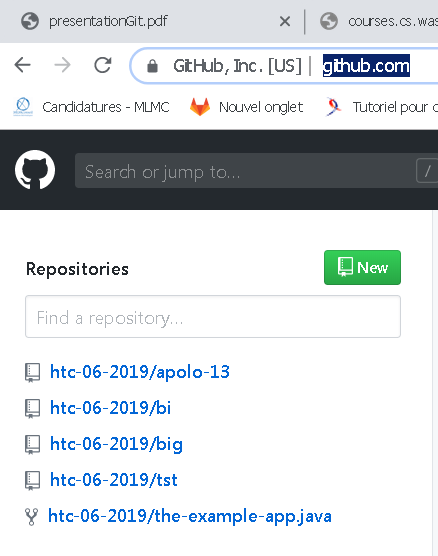 presentationGit.pdf × courses.cs.was
GitHub, Inc. [US] | github.com
Candidatures - MLMC Nouvel onglet Tutoriel pour c
Search or jump to... /
Repositories New
Find a repository...
htc-06-2019/apolo-13
htc-06-2019/bi
htc-06-2019/big
htc-06-2019/tst
htc-06-2019/the-example-app.java